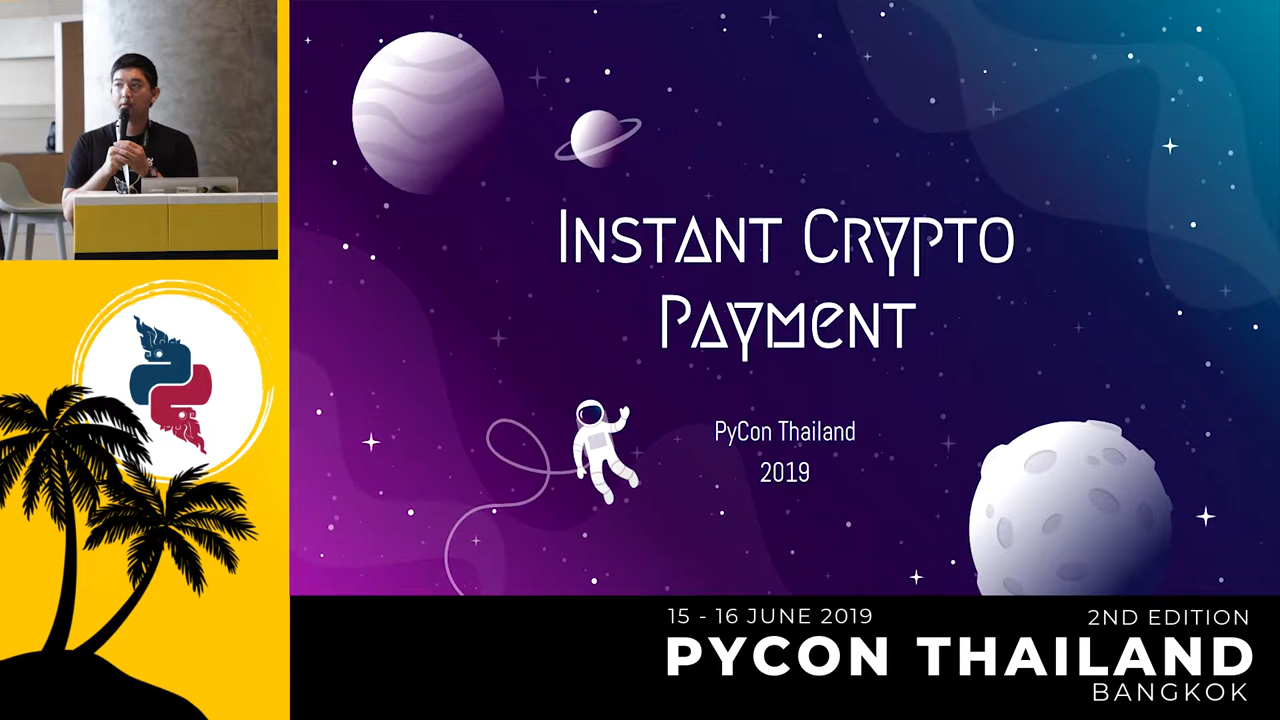 Instant Crypto
Payment
PyCon Thailand
2019
15 - 16 JUNE 2019
2ND EDITION
PYCON THAILAND
BANGKOK